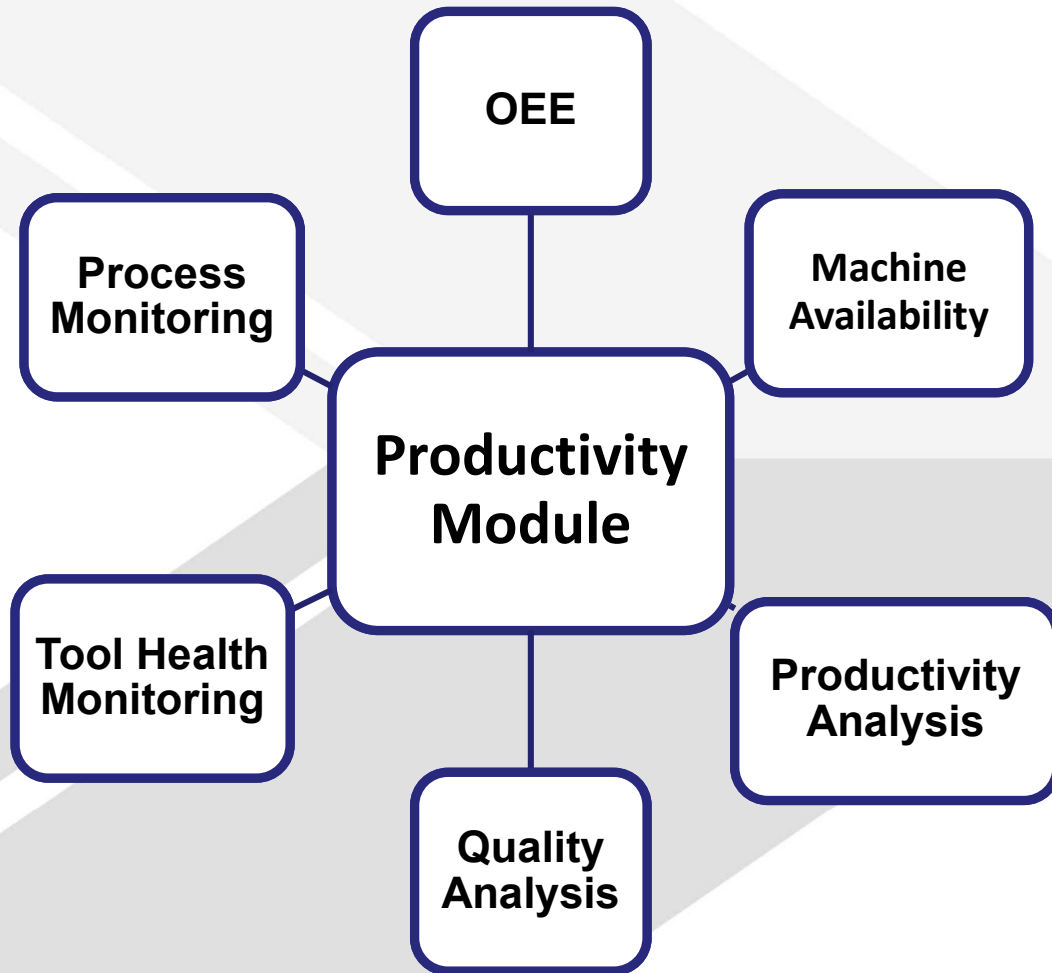 OEE
Process
Monitoring
Machine
Availability
Productivity
Module
Tool Health
Monitoring
Productivity
Analysis
Quality
Analysis